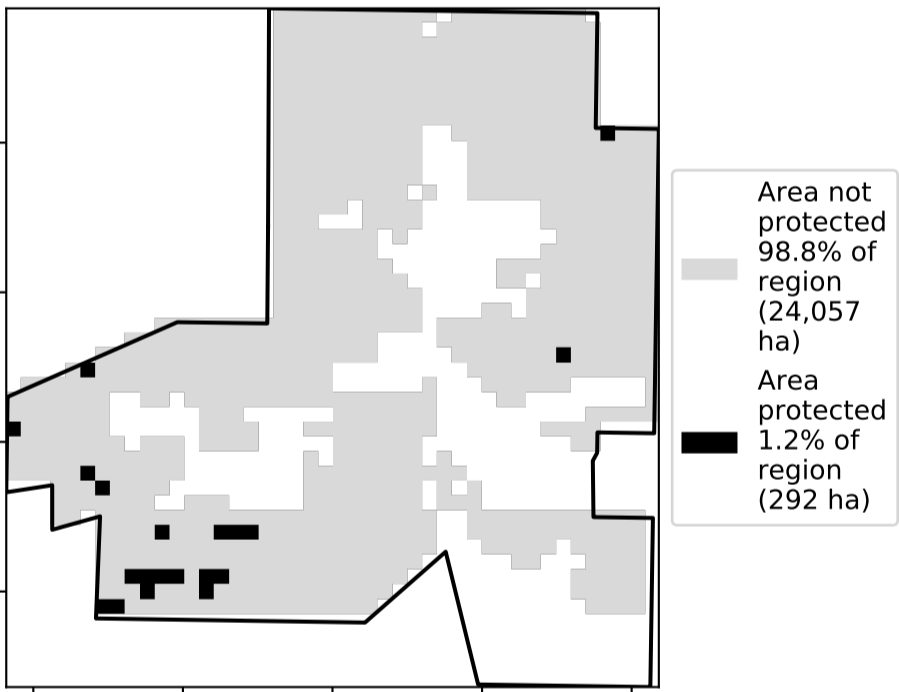 Area not
protected
98.8% of
region
(24,057
ha)
Area
protected
1.2% of
region
(292 ha)